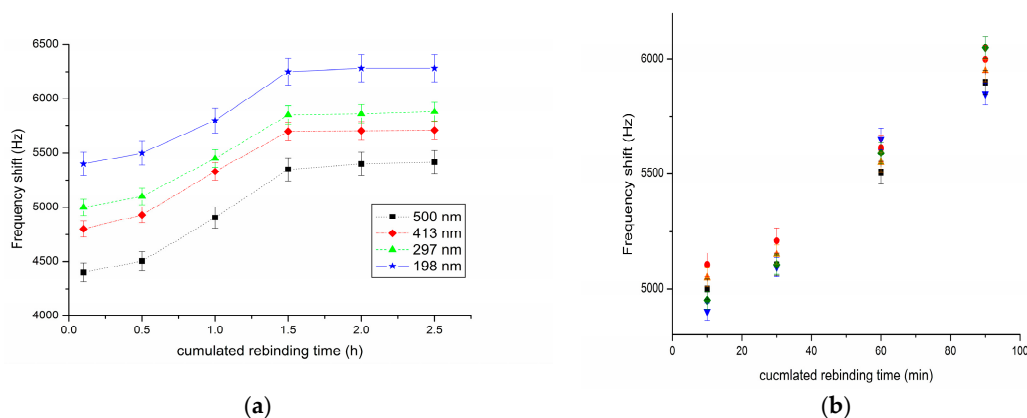 6500
6000
5500
5000
4500
4000
Frequency shift (Hz)
500 nm
413 nm
297 nm
198 nm
0.0 0.5 1.0 1.5 2.0 2.5
cumulated rebinding time (h)
(a)
6000
5500
5000
Frequency shift (Hz)
0 20 40 60 80 100
cucmlated rebinding time (min)
(b)